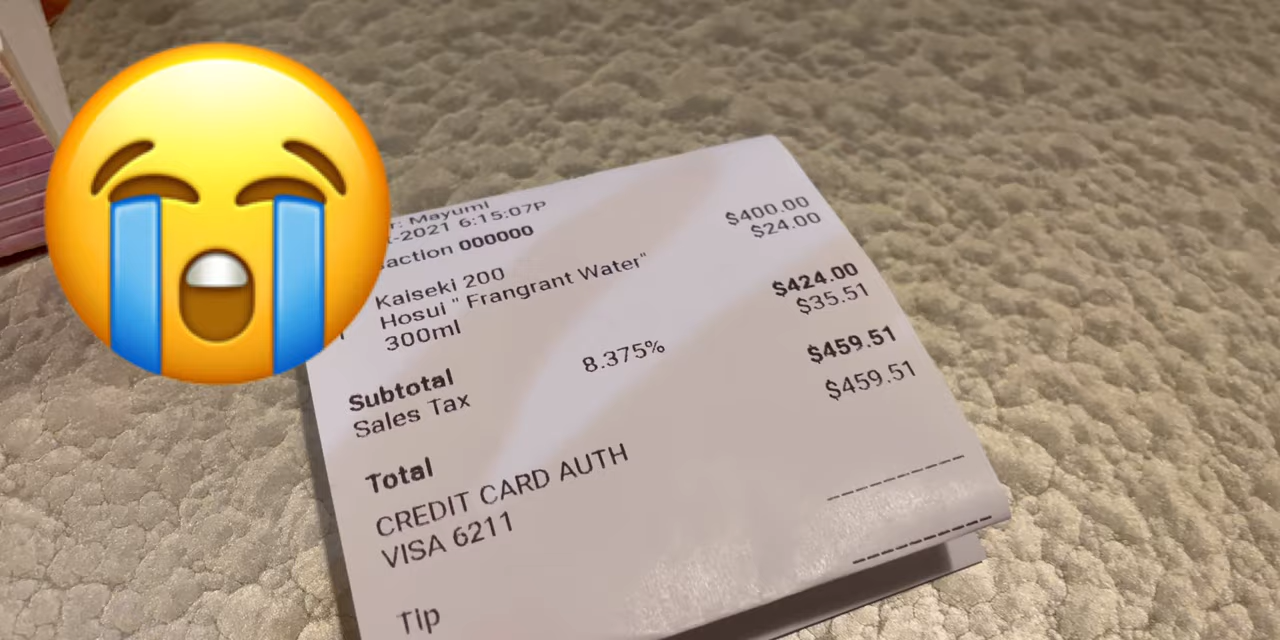 r: Mayumi
-2021 6:15:07P
action 000000
Kaiseki 200 $400.00
Hosui " Frangrant Water" $24.00
300ml
Subtotal $424.00
Sales Tax 8.375% $35.51
Total $459.51
CREDIT CARD AUTH $459.51
VISA 6211
Tip